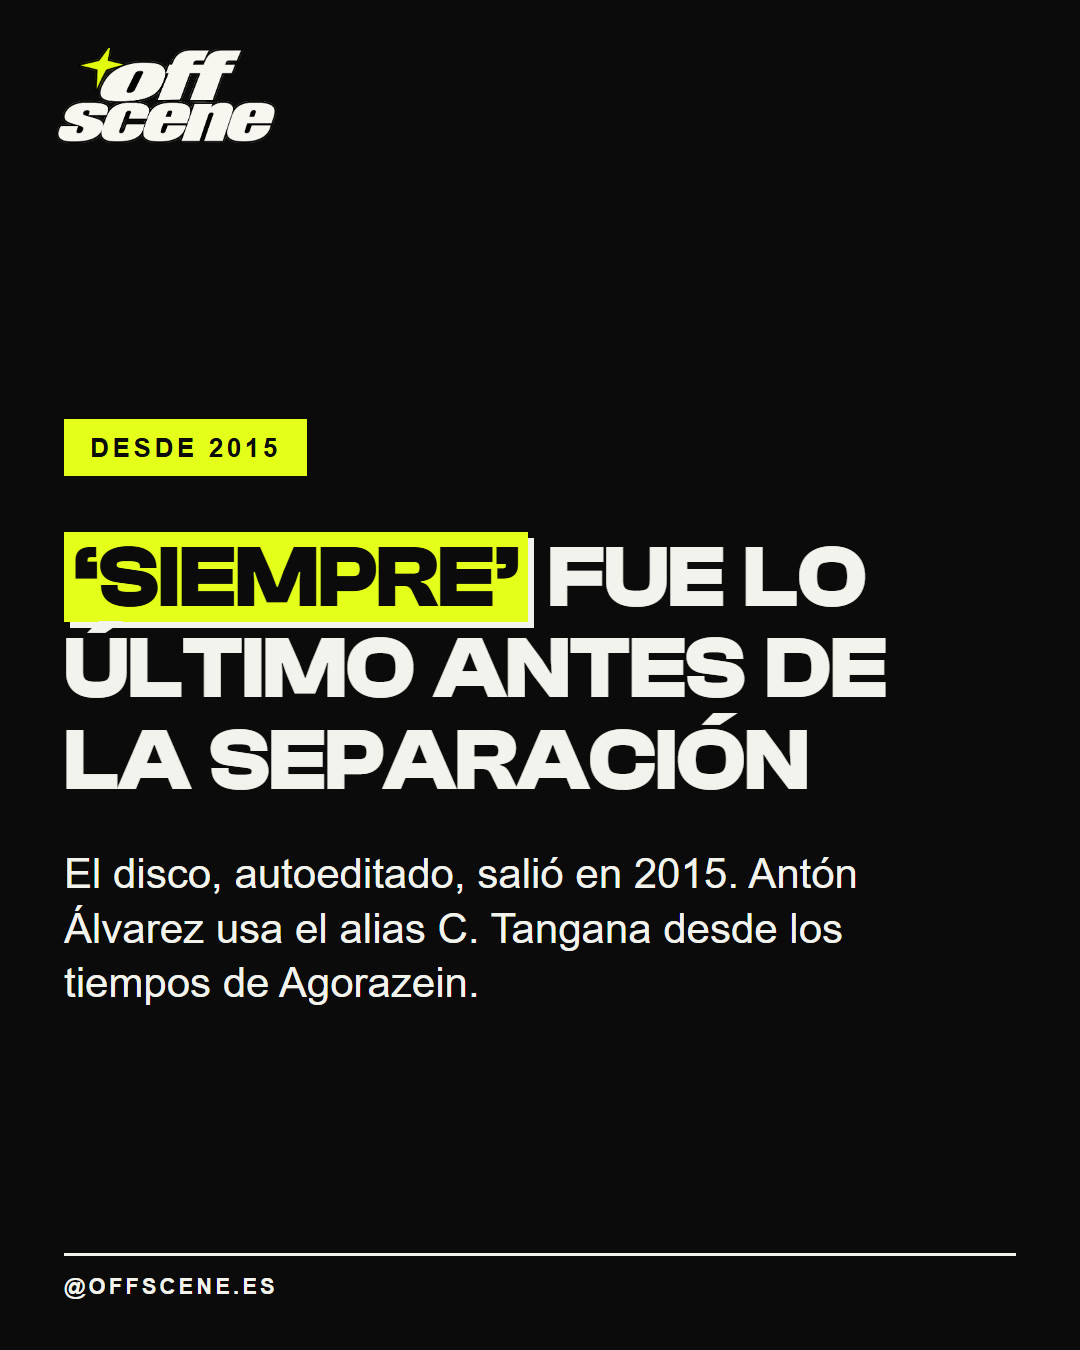 off
scene
DESDE 2015
‘SIEMPRE’ FUE LO
ÚLTIMO ANTES DE
LA SEPARACIÓN
El disco, autoeditado, salió en 2015. Antón
Álvarez usa el alias C. Tangana desde los
tiempos de Agorazein.
@OFFSCENE.ES